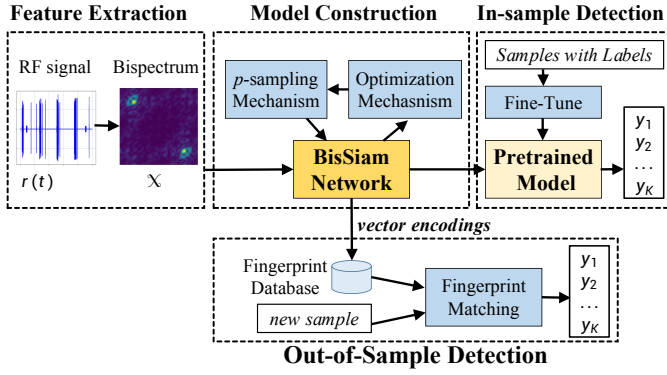 Feature Extraction
RF signal
Bispectrum
r(t)
X
Model Construction
p-sampling
Mechanism
Optimization
Mechasnism
BisSiam
Network
In-sample Detection
Samples with Labels
Fine-Tune
Pretrained
Model
y1
y2
...
yK
vector encodings
Fingerprint
Database
new sample
Fingerprint
Matching
y1
y2
...
yK
Out-of-Sample Detection